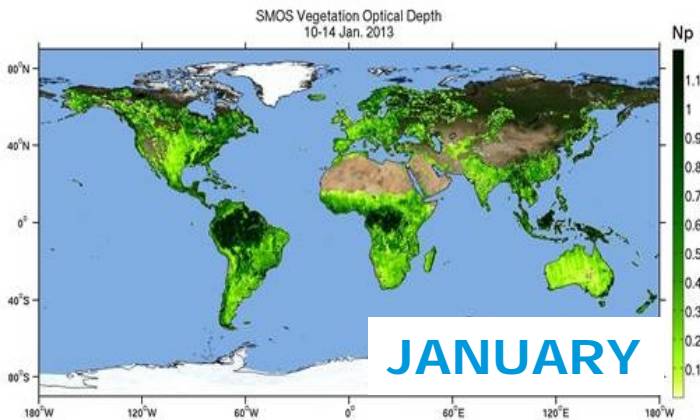 SMOS Vegetation Optical Depth
10-14 Jan. 2013
Np
80°N
40°N
0°
40°S
80°S
180°W
120°W
60°W
0°
60°E
120°E
180°W
1.1
1
0.9
0.8
0.7
0.6
0.5
0.4
0.3
0.2
0.1
JANUARY